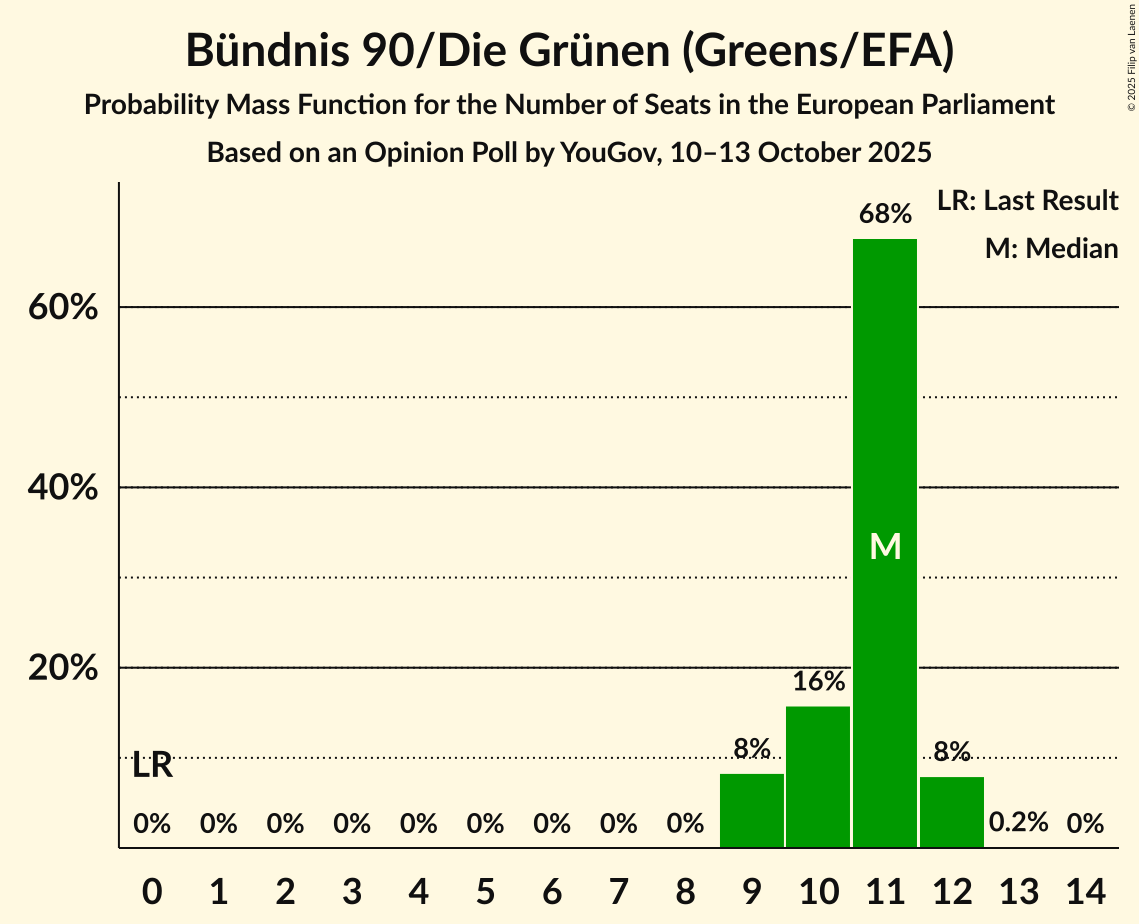 Bündnis 90/Die Grünen (Greens/EFA)
Probability Mass Function for the Number of Seats in the European Parliament
Based on an Opinion Poll by YouGov, 10–13 October 2025
© 2025 Filip van Laenen
LR: Last Result
M: Median
68%
60%
40%
M
20%
16%
8%
8%
LR
0% 0% 0% 0% 0% 0% 0% 0% 0% 0.2% 0%
0 1 2 3 4 5 6 7 8 9 10 11 12 13 14